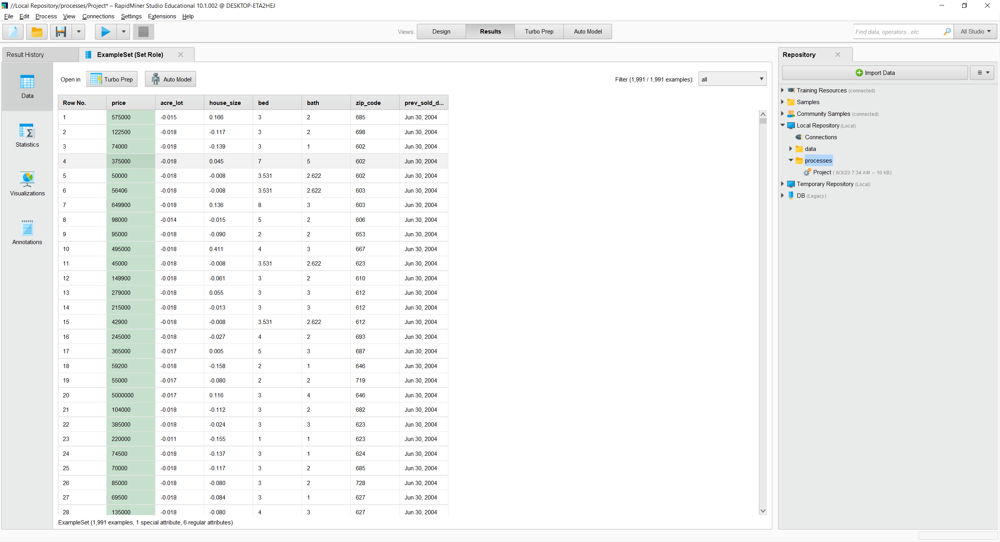 //Local Repository/processes/Project* – RapidMiner Studio Educational 10.1.002 @ DESKTOP-ETA2HEJ
File Edit Process View Connections Settings Extensions Help
Views: Design Results Turbo Prep Auto Model Find data, operators...etc All Studio
Result History ExampleSet (Set Role)
Open in Turbo Prep Auto Model Filter (1,991 / 1,991 examples): all
Data
Statistics
Visualizations
Annotations
Row No. price acre_lot house_size bed bath zip_code prev_sold_d...
1 575000 -0.015 0.166 3 2 685 Jun 30, 2004
2 122500 -0.018 -0.117 3 2 698 Jun 30, 2004
3 74000 -0.018 -0.139 3 1 602 Jun 30, 2004
4 375000 -0.018 0.045 7 5 602 Jun 30, 2004
5 50000 -0.018 -0.008 3.531 2.622 602 Jun 30, 2004
6 56406 -0.018 -0.008 3.531 2.622 603 Jun 30, 2004
7 649900 -0.018 0.136 8 3 603 Jun 30, 2004
8 98000 -0.014 -0.015 5 2 606 Jun 30, 2004
9 95000 -0.018 -0.090 2 2 653 Jun 30, 2004
10 495000 -0.018 0.411 4 3 667 Jun 30, 2004
11 45000 -0.018 -0.008 3.531 2.622 623 Jun 30, 2004
12 149900 -0.018 -0.061 3 2 610 Jun 30, 2004
13 279000 -0.018 0.055 3 3 612 Jun 30, 2004
14 215000 -0.018 -0.013 3 3 612 Jun 30, 2004
15 42900 -0.018 -0.008 3.531 2.622 612 Jun 30, 2004
16 245000 -0.018 -0.027 4 2 693 Jun 30, 2004
17 365000 -0.017 0.005 5 3 687 Jun 30, 2004
18 59200 -0.018 -0.158 2 1 646 Jun 30, 2004
19 55000 -0.017 -0.080 2 2 719 Jun 30, 2004
20 5000000 -0.017 0.116 3 4 646 Jun 30, 2004
21 104000 -0.018 -0.112 3 2 682 Jun 30, 2004
22 385000 -0.018 -0.024 3 3 623 Jun 30, 2004
23 220000 -0.011 -0.155 1 1 623 Jun 30, 2004
24 74500 -0.018 -0.137 3 1 624 Jun 30, 2004
25 70000 -0.018 -0.117 3 2 685 Jun 30, 2004
26 85000 -0.018 -0.080 3 2 728 Jun 30, 2004
27 69500 -0.018 -0.084 3 1 627 Jun 30, 2004
28 135000 -0.018 -0.080 4 3 627 Jun 30, 2004
ExampleSet (1,991 examples, 1 special attribute, 6 regular attributes)
Repository
Import Data
Training Resources (connected)
Samples
Community Samples (connected)
Local Repository (Local)
Connections
data
processes
Project ( 6/3/23 7:34 AM – 10 kB)
Temporary Repository (Local)
DB (Legacy)